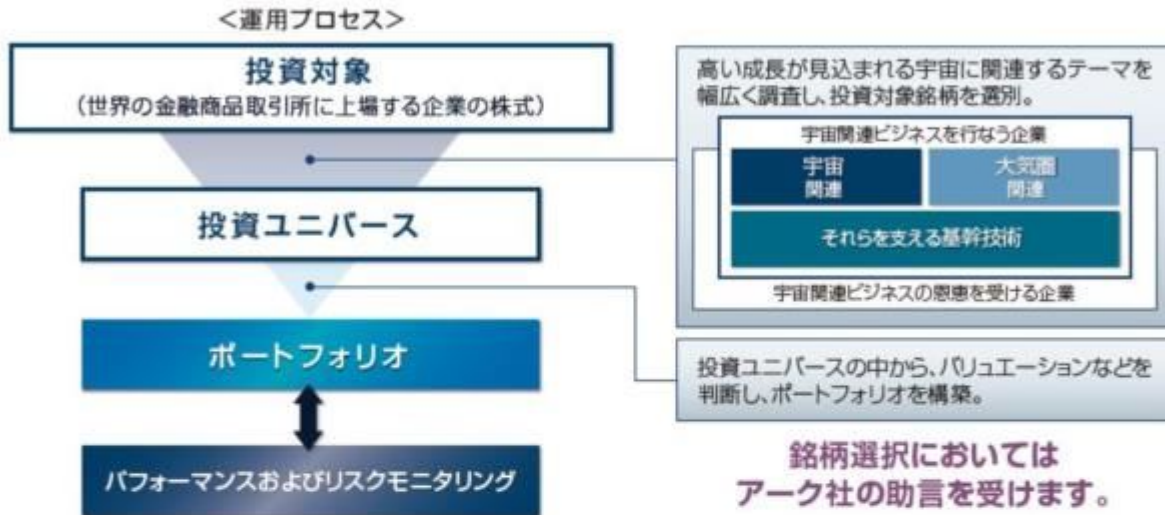 ＜運用プロセス＞
投資対象
（世界の金融商品取引所に上場する企業の株式）
投資ユニバース
ポートフォリオ
パフォーマンスおよびリスクモニタリング
高い成長が見込まれる宇宙に関連するテーマを
幅広く調査し、投資対象銘柄を選別。
宇宙関連ビジネスを行なう企業
宇宙
関連
大気圏
関連
それらを支える基幹技術
宇宙関連ビジネスの恩恵を受ける企業
投資ユニバースの中から、バリュエーションなどを
判断し、ポートフォリオを構築。
銘柄選択においては
アーク社の助言を受けます。